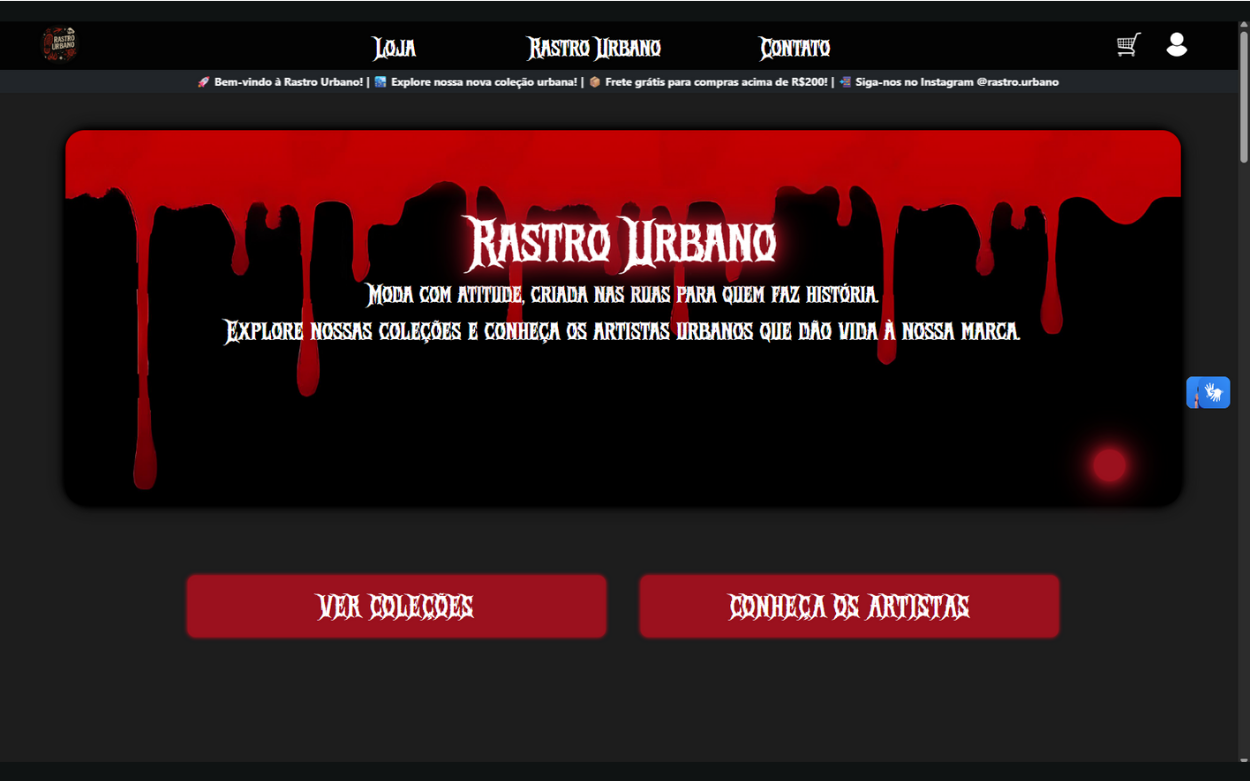 RASTRO URBANO
Loja Rastro Urbano Contato
🚀 Bem-vindo à Rastro Urbano! | Explore nossa nova coleção urbana! | 📦 Frete grátis para compras acima de R$200! | 📲 Siga-nos no Instagram @rastro.urbano
Rastro Urbano
Moda com atitude, criada nas ruas para quem faz história.
Explore nossas coleções e conheça os artistas urbanos que dão vida à nossa marca.
VER COLEÇÕES
CONHEÇA OS ARTISTAS